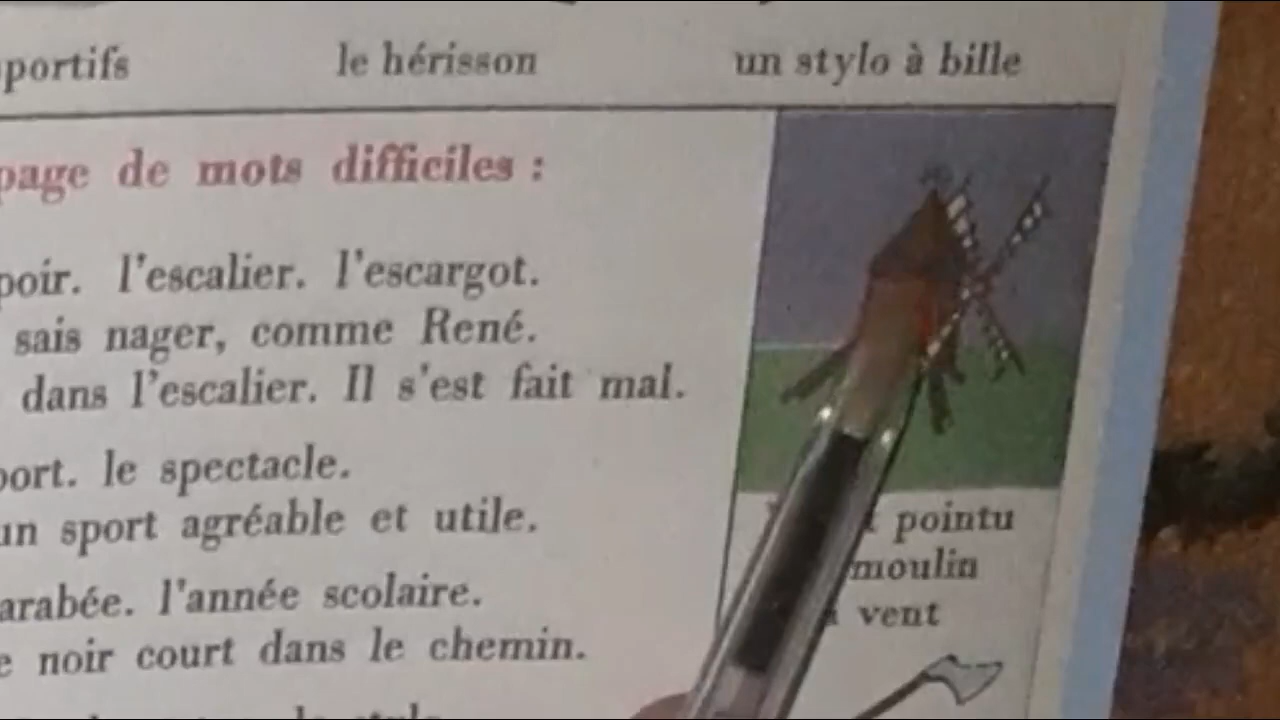 portifs
le hérisson
un stylo à bille
page de mots difficiles :
poir. l'escalier. l'escargot.
sais nager, comme René.
dans l'escalier. Il s'est fait mal.
port. le spectacle.
un sport agréable et utile.
arabée. l'année scolaire.
e noir court dans le chemin.
pointu
moulin
à vent